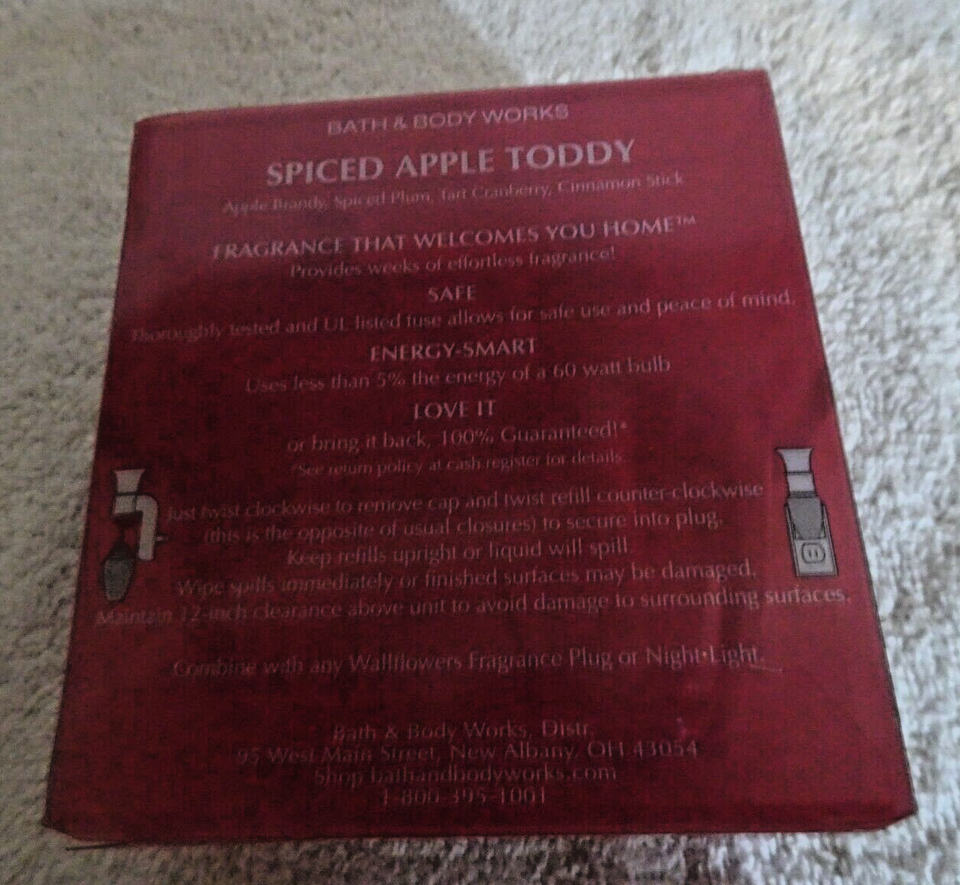 BATH & BODY WORKS
SPICED APPLE TODDY
Apple Brandy, Spiced Plum, Tart Cranberry, Cinnamon Stick
FRAGRANCE THAT WELCOMES YOU HOME™
Provides weeks of effortless fragrance!
SAFE
Thoroughly tested and UL listed fuse allows for safe use and peace of mind.
ENERGY-SMART
Uses less than 5% the energy of a 60 watt bulb
LOVE IT
or bring it back, 100% Guaranteed!*
*See return policy at cash register for details.
Just twist clockwise to remove cap and twist refill counter-clockwise
(this is the opposite of usual closures) to secure into plug.
Keep refills upright or liquid will spill.
Wipe spills immediately or finished surfaces may be damaged.
Maintain 12-inch clearance above unit to avoid damage to surrounding surfaces.
Combine with any Wallflowers Fragrance Plug or Night•Light.
Bath & Body Works, Distr.
95 West Main Street, New Albany, OH 43054
Shop bathandbodyworks.com
1-800-395-1001